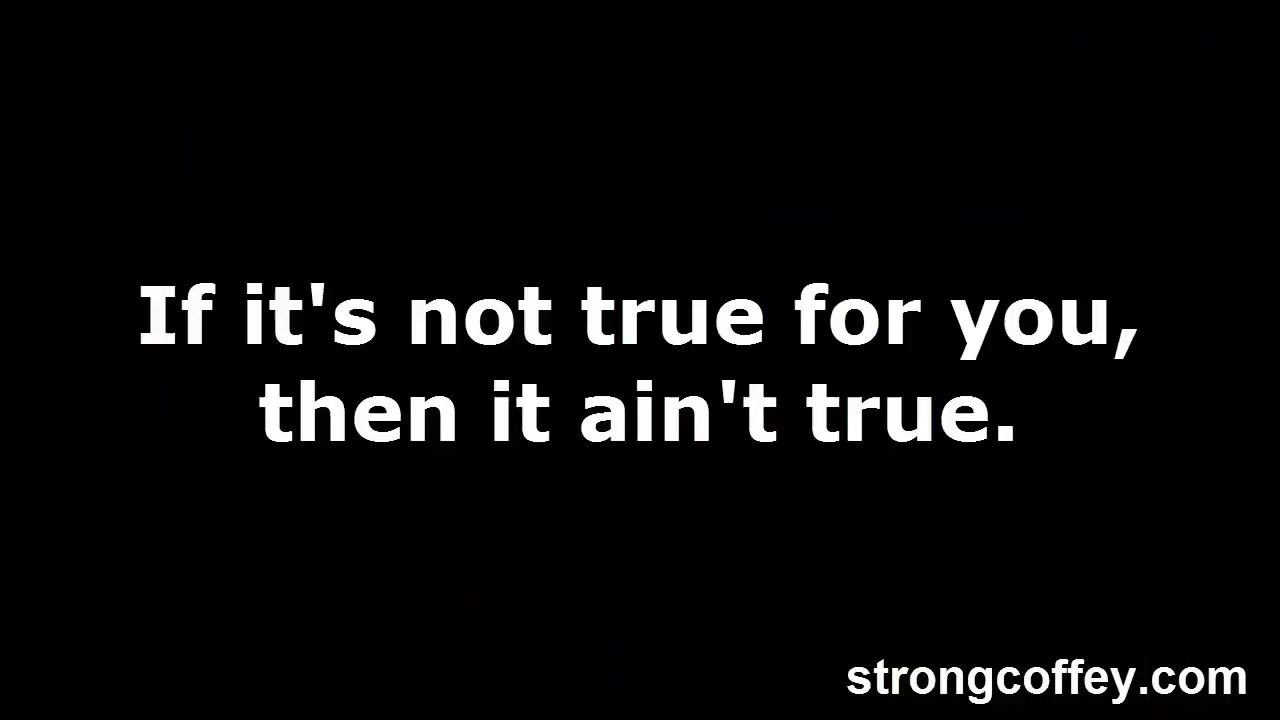 If it's not true for you,
then it ain't true.
strongcoffey.com